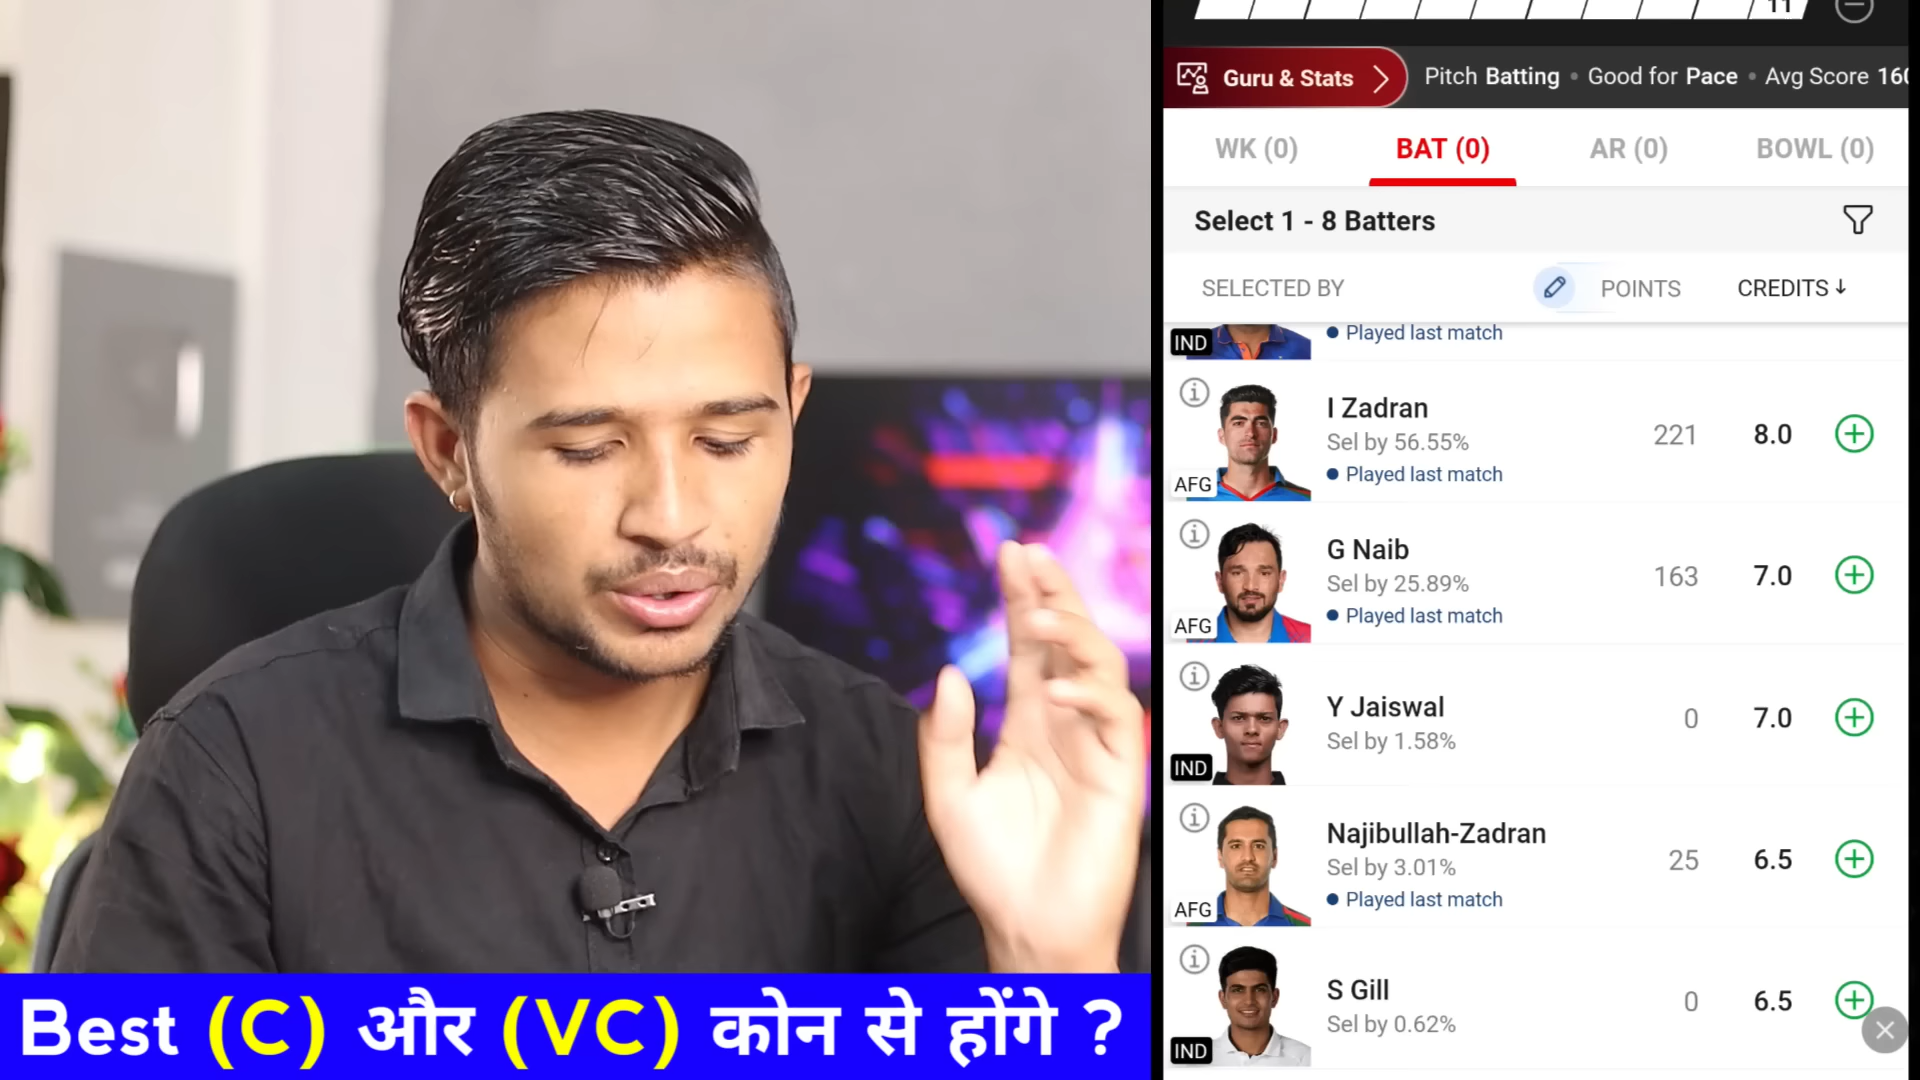 11
Guru & Stats
Pitch Batting • Good for Pace • Avg Score 160
WK (0) BAT (0) AR (0) BOWL (0)
Select 1 - 8 Batters
SELECTED BY POINTS CREDITS↓
IND Played last match
I Zadran
Sel by 56.55%
221 8.0
Played last match
AFG
G Naib
Sel by 25.89%
163 7.0
Played last match
AFG
Y Jaiswal
Sel by 1.58%
0 7.0
IND
Najibullah-Zadran
Sel by 3.01%
25 6.5
Played last match
AFG
S Gill
Sel by 0.62%
0 6.5
IND
Best (C) और (VC) कोन से होंगे ?